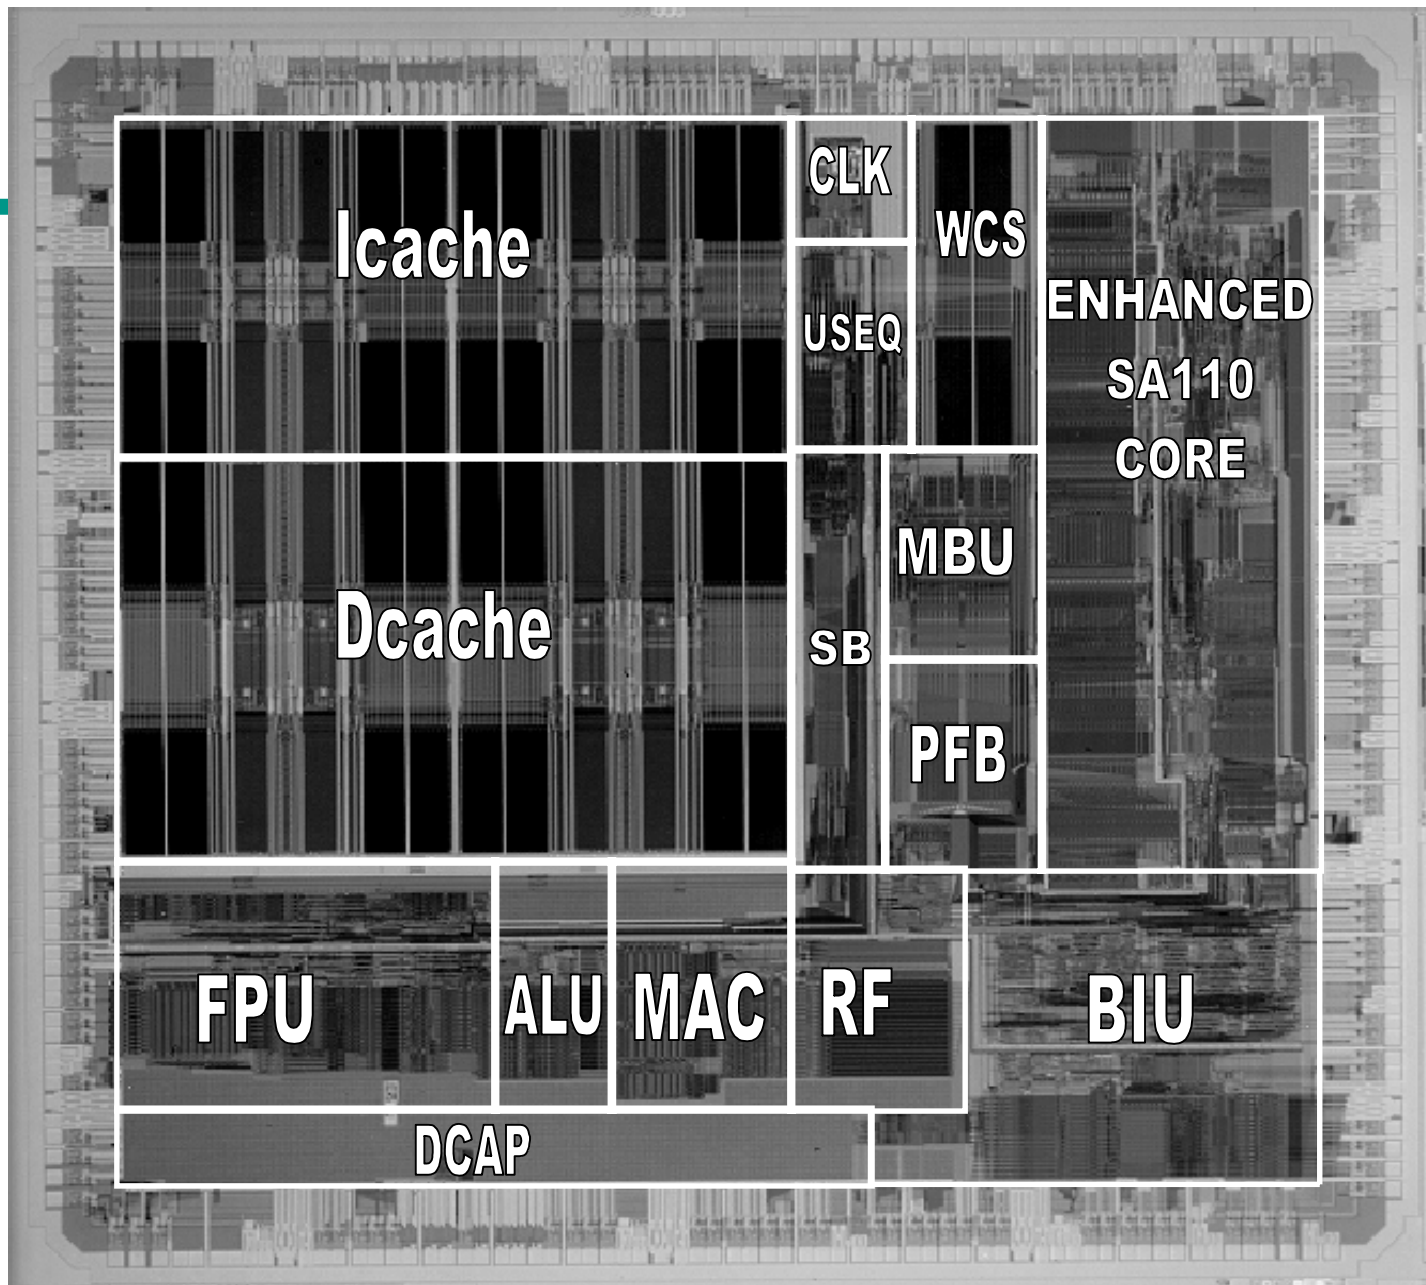 Icache
CLK
WCS
USEQ
ENHANCED
SA110
CORE
Dcache
MBU
SB
PFB
FPU
ALU
MAC
RF
BIU
DCAP